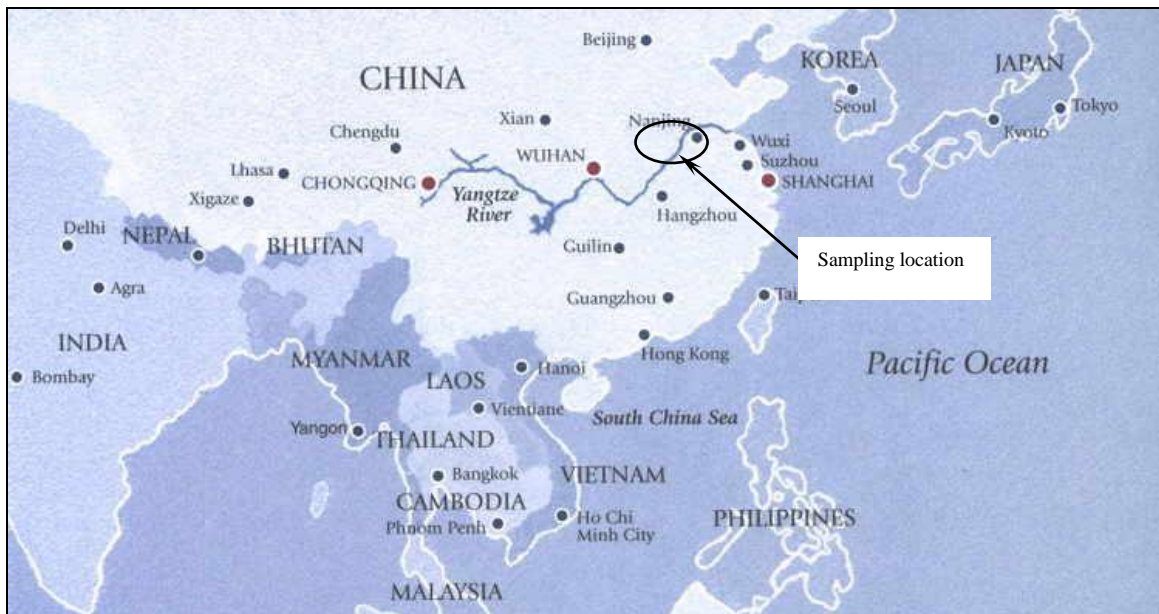 Beijing
KOREA
JAPAN
CHINA
Seoul
Tokyo
Kyoto
Chengdu
Xian
Nanjing
Wuxi
WUHAN
Suzhou
Lhasa
CHONGQING
SHANGHAI
Xigaze
Yangtze
River
Hangzhou
Delhi
NEPAL
BHUTAN
Guilin
Sampling location
Agra
Guangzhou
INDIA
MYANMAR
Hong Kong
Pacific Ocean
Bombay
LAOS
Hanoi
Vientiane
South China Sea
Yangon
THAILAND
Bangkok
VIETNAM
CAMBODIA
PHILIPPINES
Phnom Penh
Ho Chi
Minh City
MALAYSIA